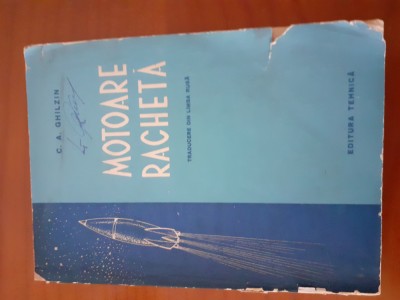 C. A. GHILZIN
MOTOARE
RACHETĂ
TRADUCERE DIN LIMBA RUSĂ
EDITURA TEHNICĂ